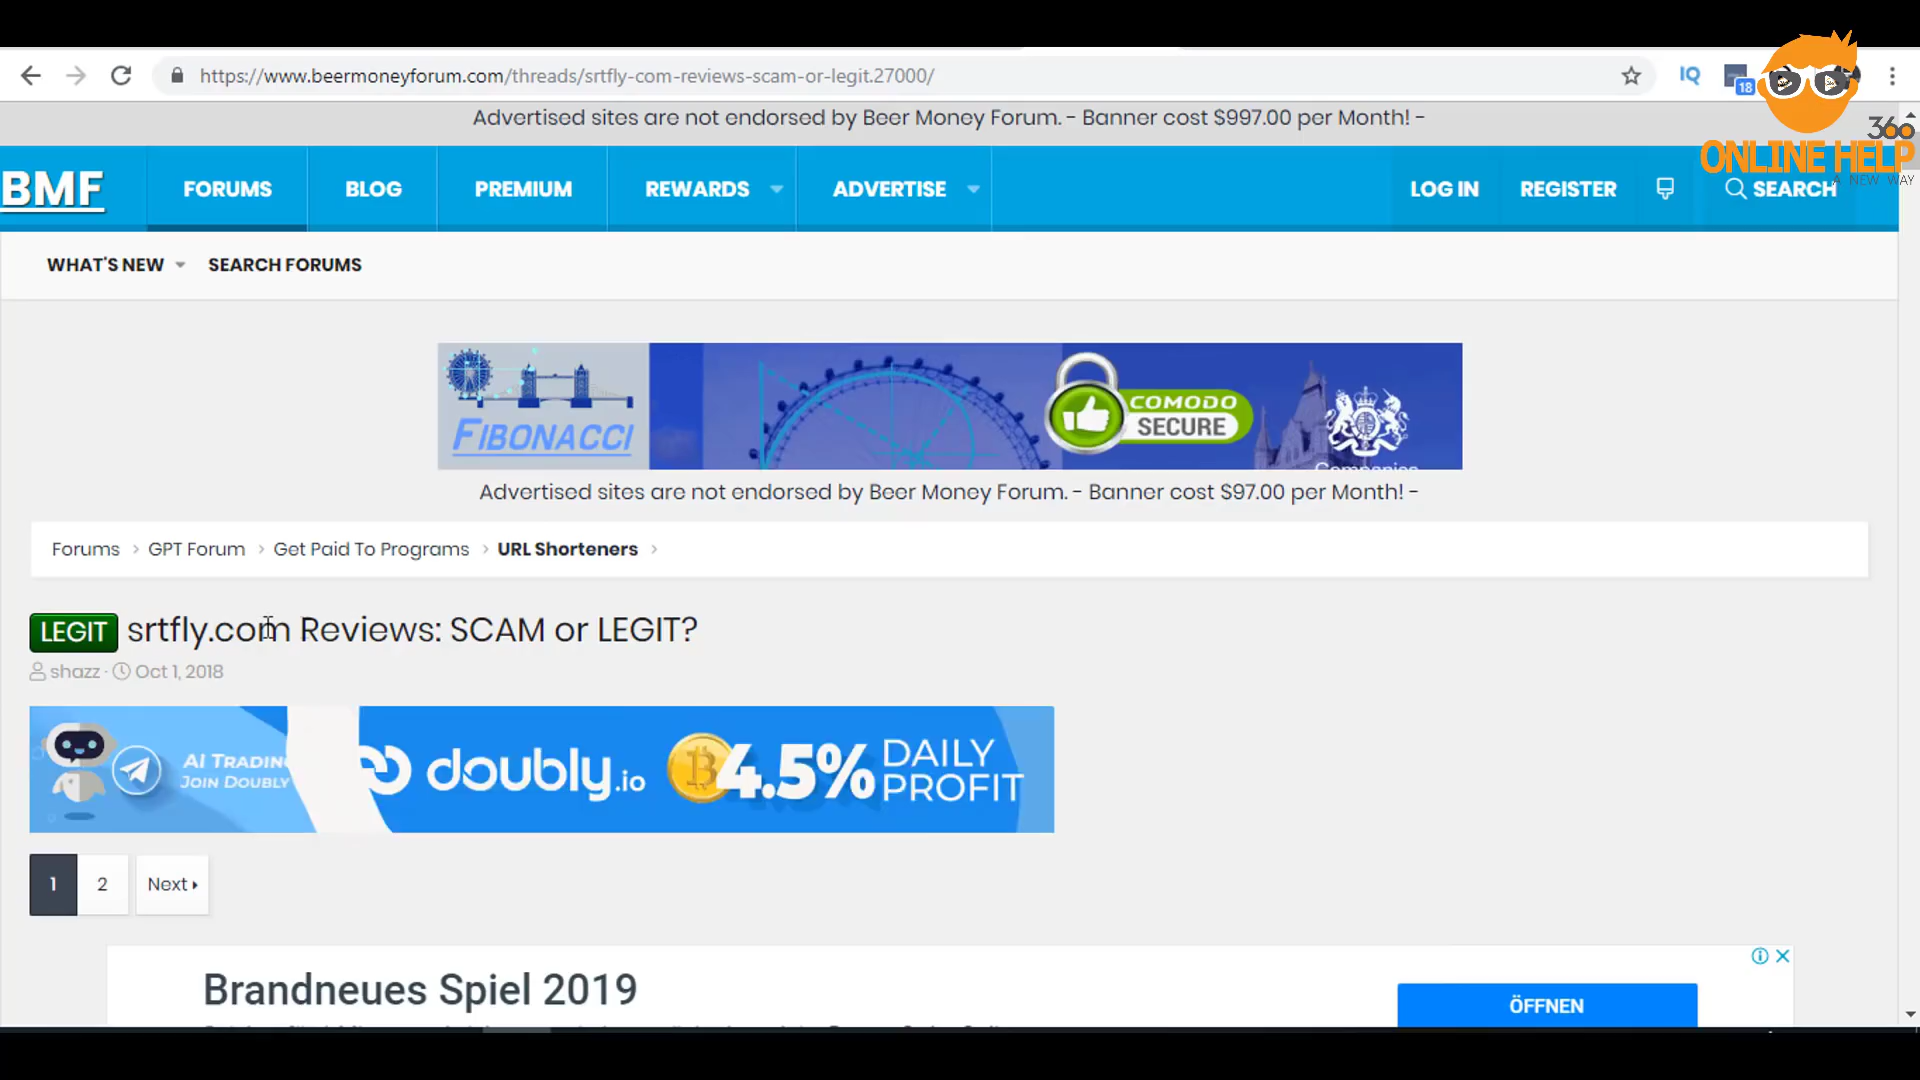 https://www.beermoneyforum.com/threads/srtfly-com-reviews-scam-or-legit.27000/
IQ
18
360
ONLINE HELP
A NEW WAY
Advertised sites are not endorsed by Beer Money Forum. - Banner cost $997.00 per Month! -
BMF
FORUMS
BLOG
PREMIUM
REWARDS
ADVERTISE
LOG IN
REGISTER
SEARCH
WHAT'S NEW
SEARCH FORUMS
FIBONACCI
COMODO
SECURE
Companies
Advertised sites are not endorsed by Beer Money Forum. - Banner cost $97.00 per Month! -
Forums > GPT Forum > Get Paid To Programs > URL Shorteners >
LEGIT srtfly.com Reviews: SCAM or LEGIT?
shazz · Oct 1, 2018
AI TRADING
JOIN DOUBLY
doubly.io
4.5% DAILY
PROFIT
1 2 Next
Brandneues Spiel 2019
ÖFFNEN